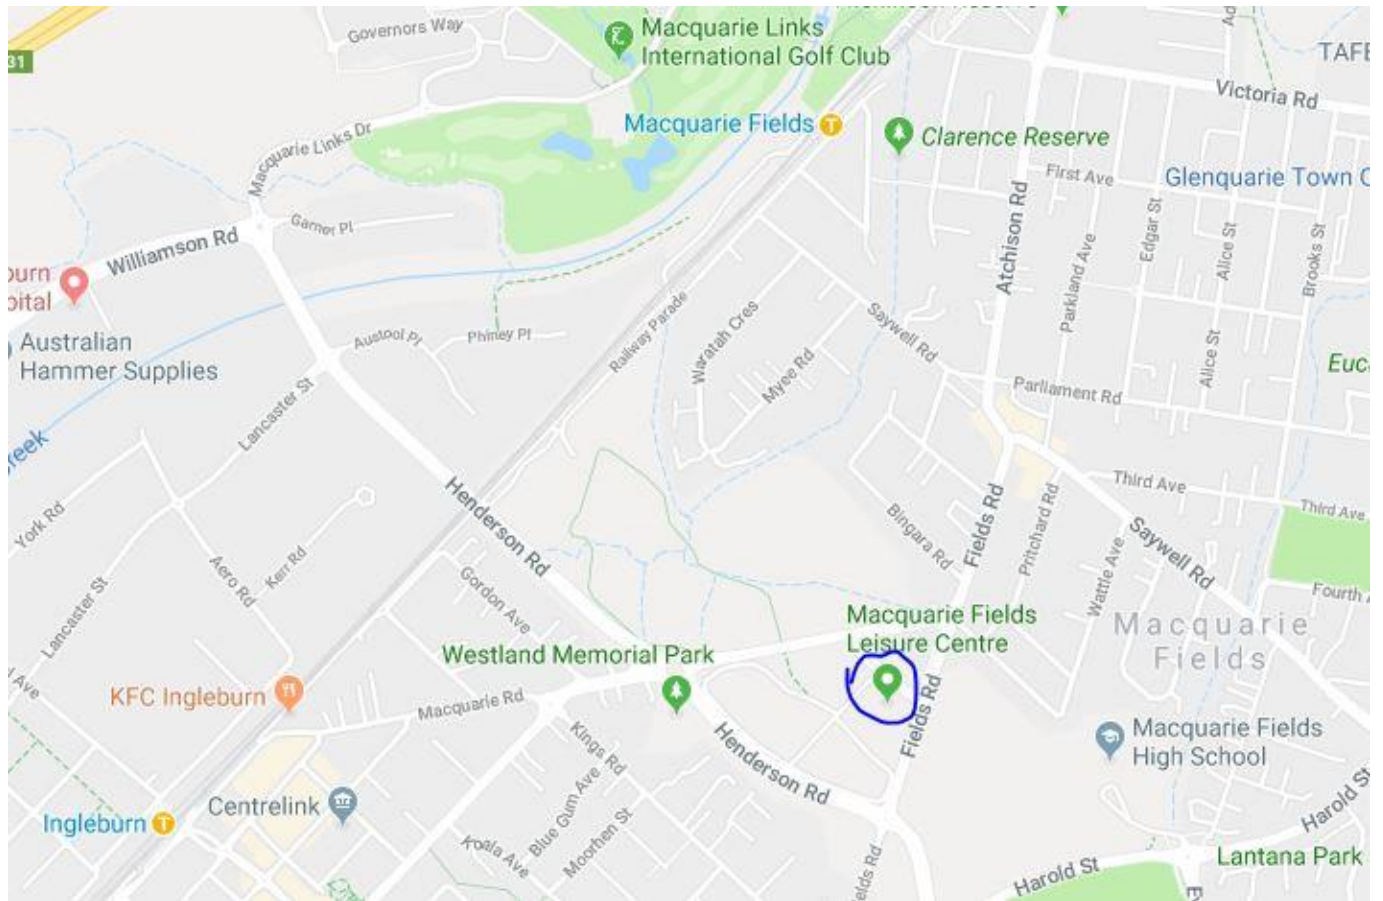 Governors Way
Macquarie Links
International Golf Club
31
TAFE
Victoria Rd
Macquarie Fields T
Clarence Reserve
Macquarie Links Dr
First Ave
Glenquarie Town C
Garner Pl
Williamson Rd
Atchison Rd
Edgar St
Alice St
Brooks St
Parkland Ave
Australian
Hammer Supplies
Austool Pl
Phiney Pl
Railway Parade
Waratah Cres
Myee Rd
Saywell Rd
Alice St
Parliament Rd
Lancaster St
Henderson Rd
Third Ave
Third Ave
York Rd
Aero Rd
Kerr Rd
Gordon Ave
Bingara Rd
Fields Rd
Pritchard Rd
Wattle Ave
Saywell Rd
Fourth
Lancaster St
Macquarie Fields
Leisure Centre
Macquarie
Fields
Westland Memorial Park
KFC Ingleburn
Macquarie Rd
Fields Rd
Macquarie Fields
High School
Kings Rd
Henderson Rd
Centrelink
Blue Gum Ave
Moorhen St
Koala Ave
Ingleburn T
Harold St
Lantana Park
Harold St